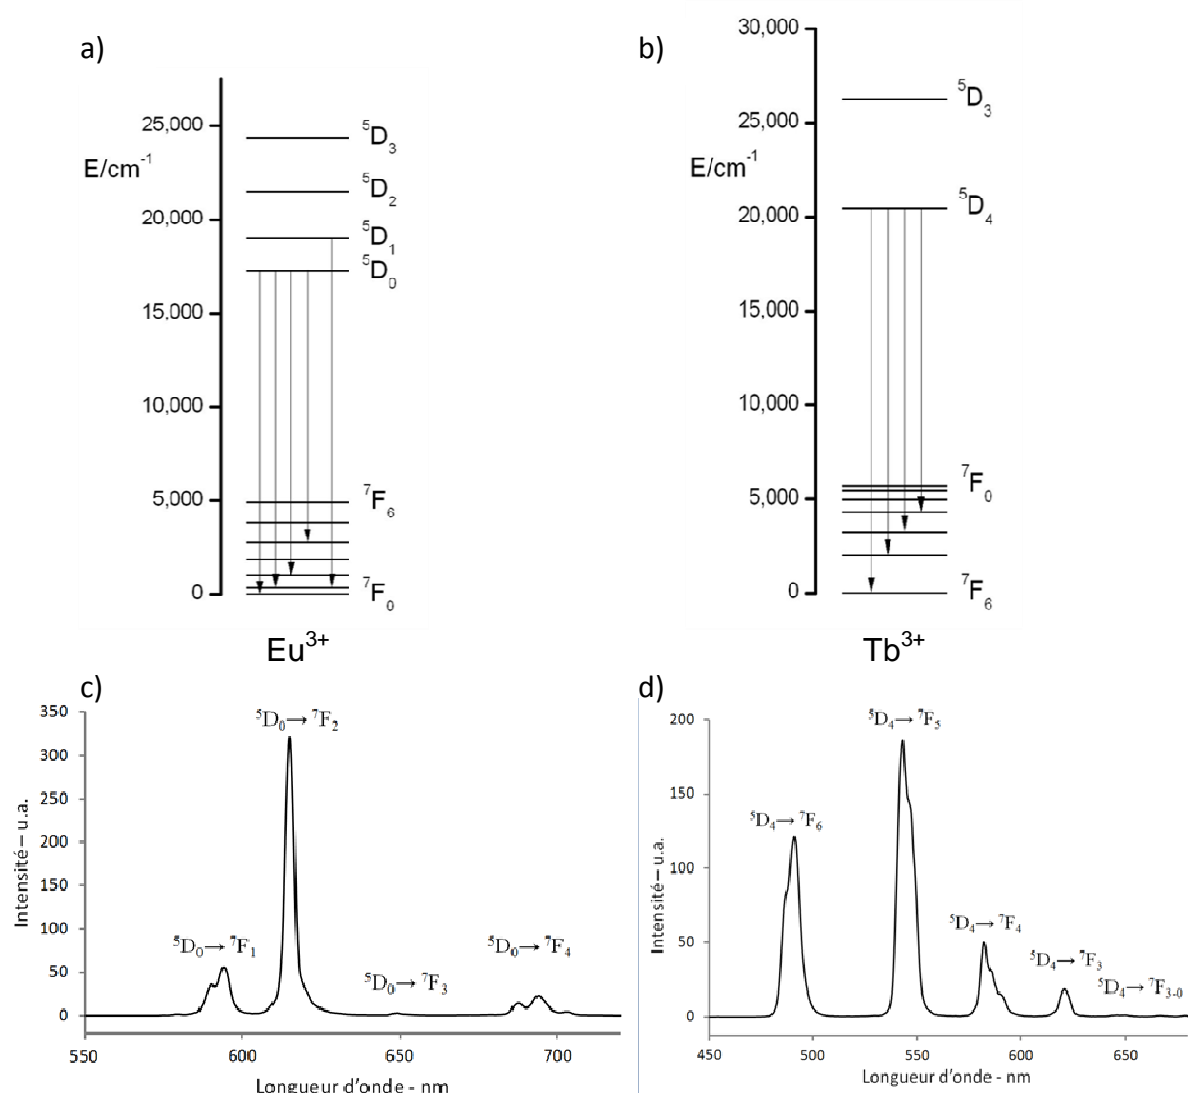 a)
25,000
20,000
15,000
10,000
5,000
0
E/cm⁻¹
⁵D₃
⁵D₂
⁵D₁
⁵D₀
⁷F₆
⁷F₀
Eu³⁺
b)
30,000
25,000
20,000
15,000
10,000
5,000
0
E/cm⁻¹
⁵D₃
⁵D₄
⁷F₀
⁷F₆
Tb³⁺
c)
350
300
250
200
150
100
50
0
Intensité – u.a.
⁵D₀→ ⁷F₂
⁵D₀→ ⁷F₁
⁵D₀→ ⁷F₃
⁵D₀→ ⁷F₄
550 600 650 700
Longueur d'onde - nm
d)
200
150
100
50
0
Intensité – u.a.
⁵D₄→ ⁷F₅
⁵D₄→ ⁷F₆
⁵D₄→ ⁷F₄
⁵D₄→ ⁷F₃
⁵D₄→ ⁷F₃₋₀
450 500 550 600 650
Longueur d'onde - nm